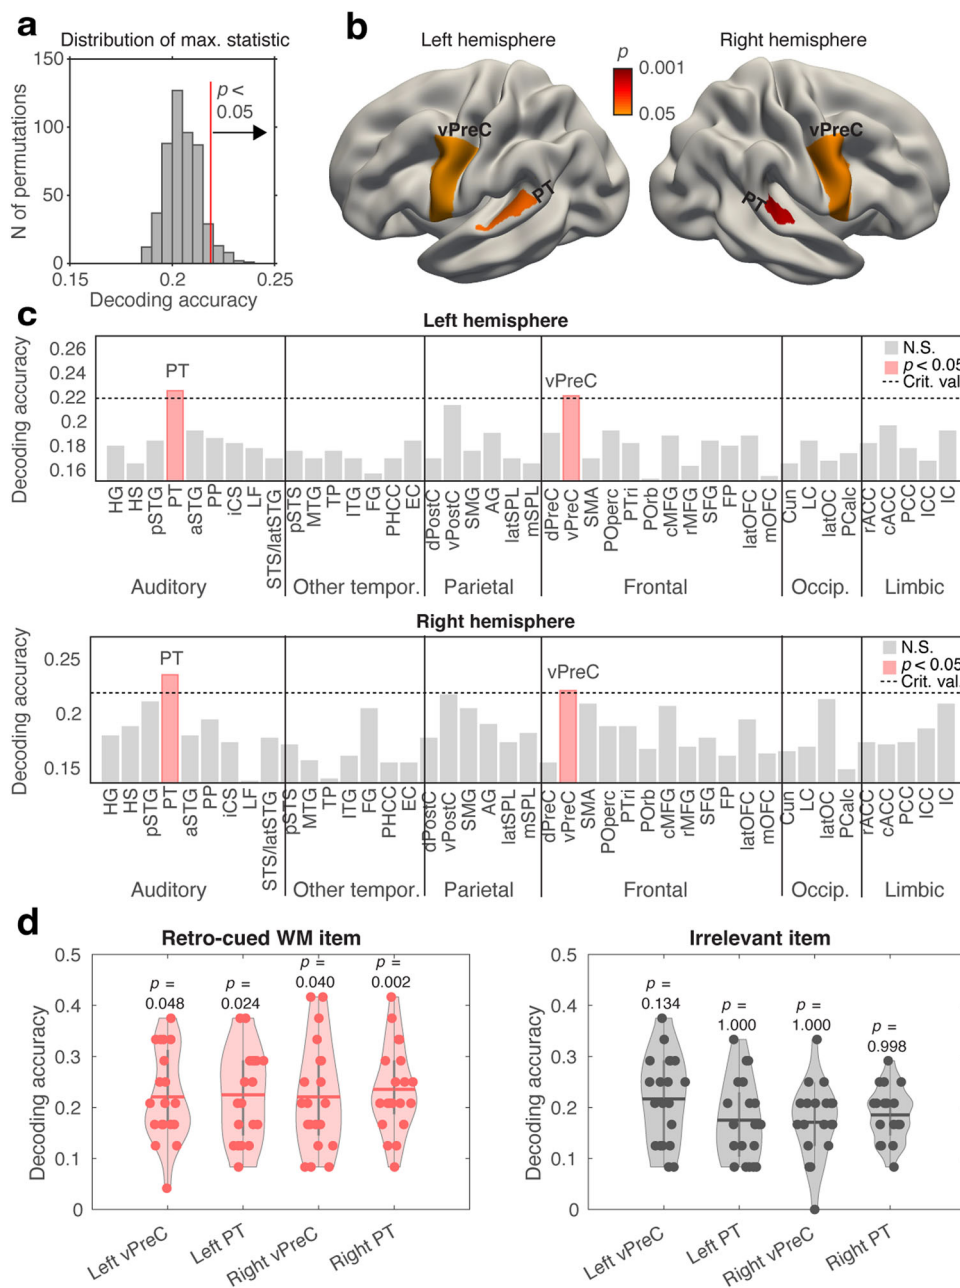 a
Distribution of max. statistic
150
100
50
0
N of permutations
p <
0.05
0.15
0.2
0.25
Decoding accuracy
b
Left hemisphere
Right hemisphere
p
0.001
0.05
vPreC
PT
vPreC
PT
c
Left hemisphere
Decoding accuracy
0.26
0.24
0.22
0.2
0.18
0.16
PT
vPreC
N.S.
p < 0.05
Crit. val.
HG HS pSTG PT aSTG PP iCS LF STS/latSTG pSTS MTG TP ITG FG PHCC EC dPostC vPostC SMG AG latSPL mSPL dPreC vPreC SMA POperc PTri POrb cMFG rMFG SFG FP latOFC mOFC Cun LC latOC PCalc rACC cACC PCC ICC IC
Auditory Other tempor. Parietal Frontal Occip. Limbic
Right hemisphere
Decoding accuracy
0.25
0.2
0.15
PT
vPreC
N.S.
p < 0.05
Crit. val.
HG HS pSTG PT aSTG PP iCS LF STS/latSTG pSTS MTG TP ITG FG PHCC EC dPostC vPostC SMG AG latSPL mSPL dPreC vPreC SMA POperc PTri POrb cMFG rMFG SFG FP latOFC mOFC Cun LC latOC PCalc rACC cACC PCC ICC IC
Auditory Other tempor. Parietal Frontal Occip. Limbic
d
Retro-cued WM item
Decoding accuracy
0.5
0.4
0.3
0.2
0.1
0
p =
0.048
p =
0.024
p =
0.040
p =
0.002
Left vPreC
Left PT
Right vPreC
Right PT
Irrelevant item
Decoding accuracy
0.5
0.4
0.3
0.2
0.1
0
p =
0.134
p =
1.000
p =
1.000
p =
0.998
Left vPreC
Left PT
Right vPreC
Right PT